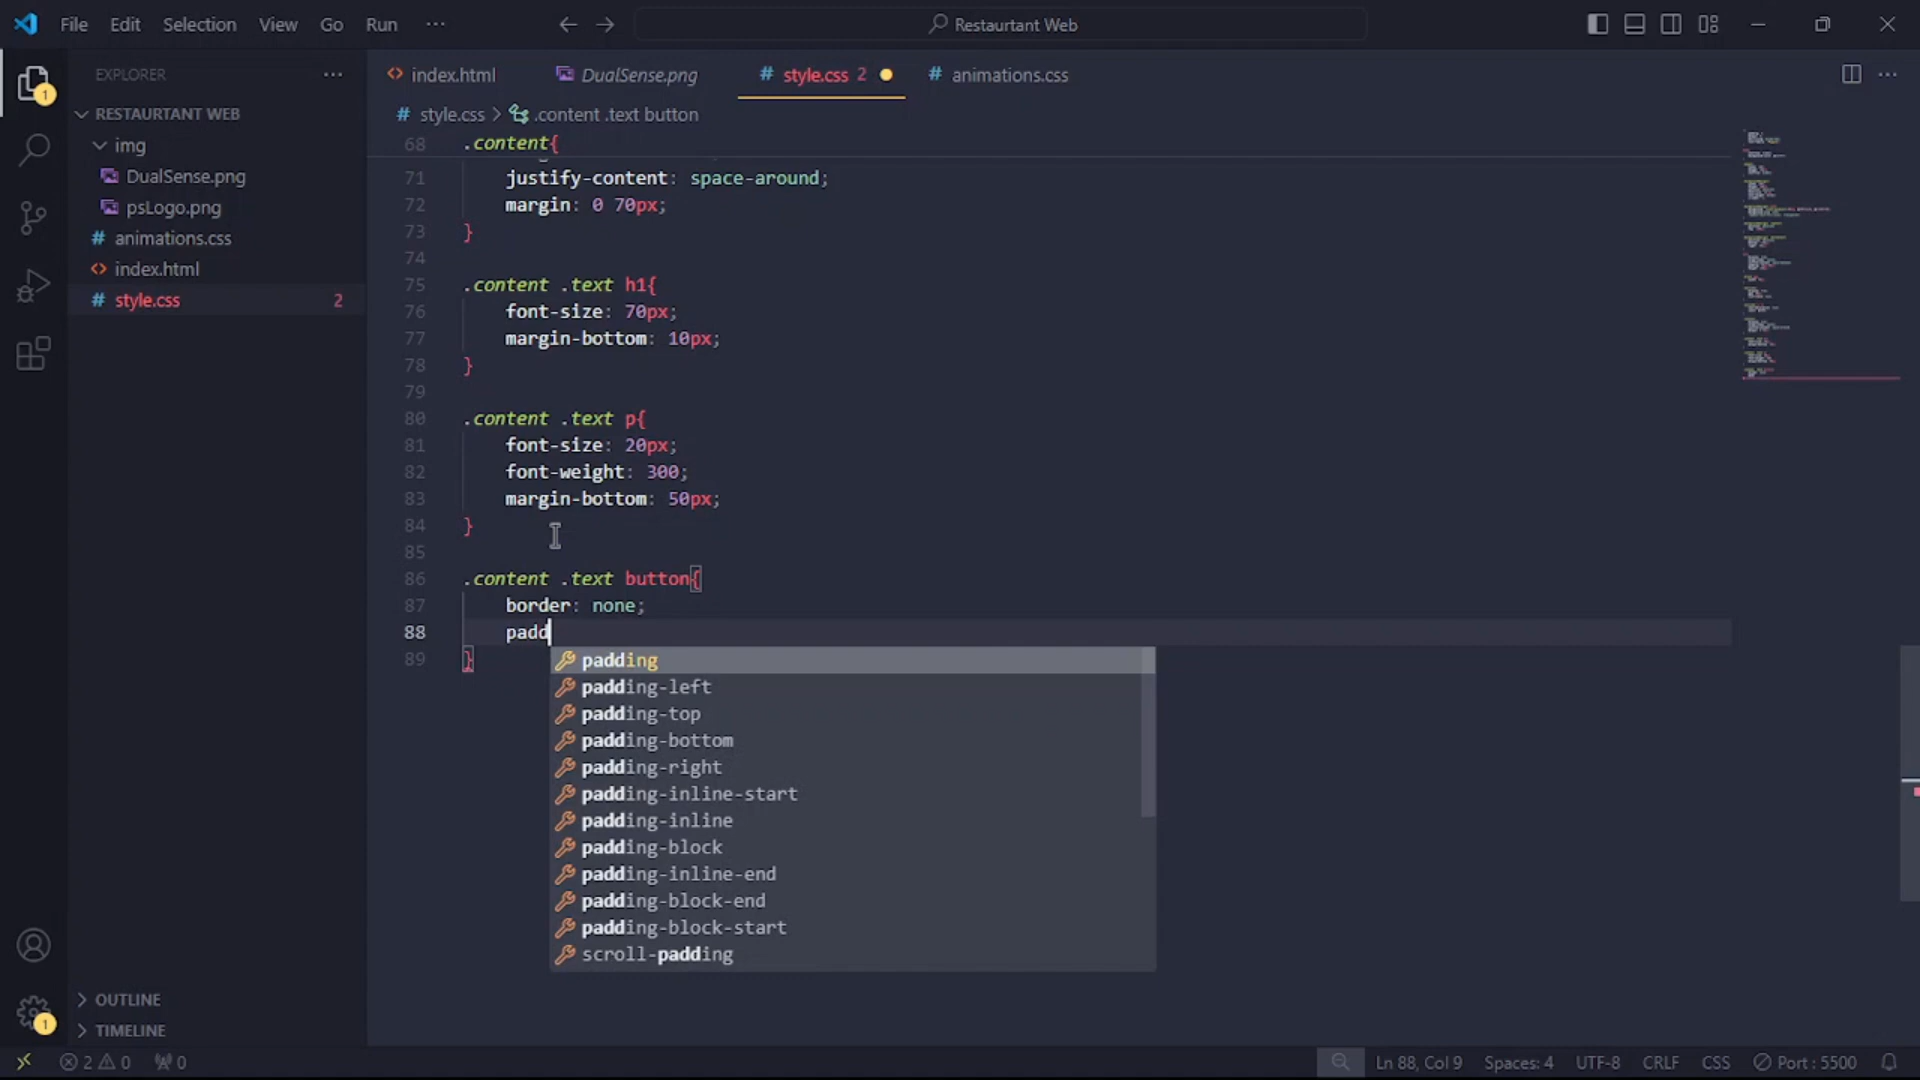 File Edit Selection View Go Run ··· ← → Restaurtant Web
EXPLORER ···
RESTAURTANT WEB
img
DualSense.png
psLogo.png
# animations.css
<> index.html
# style.css 2
OUTLINE
TIMELINE
1
1
<> index.html DualSense.png # style.css 2 # animations.css ···
# style.css > .content .text button
68 .content{
71 justify-content: space-around;
72 margin: 0 70px;
73 }
74
75 .content .text h1{
76 font-size: 70px;
77 margin-bottom: 10px;
78 }
79
80 .content .text p{
81 font-size: 20px;
82 font-weight: 300;
83 margin-bottom: 50px;
84 }
85
86 .content .text button{
87 border: none;
88 padd
89 }
padding
padding-left
padding-top
padding-bottom
padding-right
padding-inline-start
padding-inline
padding-block
padding-inline-end
padding-block-end
padding-block-start
scroll-padding
2 0 0 Ln 88, Col 9 Spaces: 4 UTF-8 CRLF CSS Port : 5500